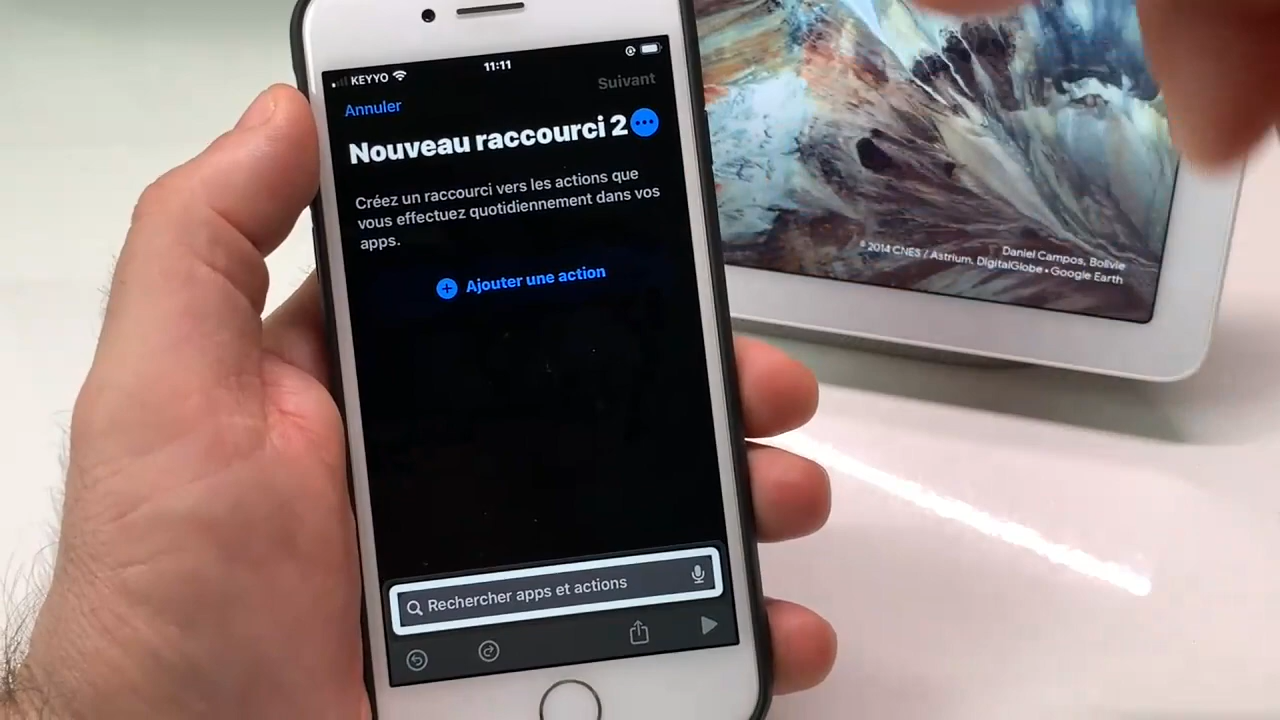 KEYYO
11:11
Annuler
Suivant
Nouveau raccourci 2
Créez un raccourci vers les actions que
vous effectuez quotidiennement dans vos
apps.
Ajouter une action
Rechercher apps et actions
Daniel Campos, Bolivie
© 2014 CNES / Astrium, DigitalGlobe • Google Earth